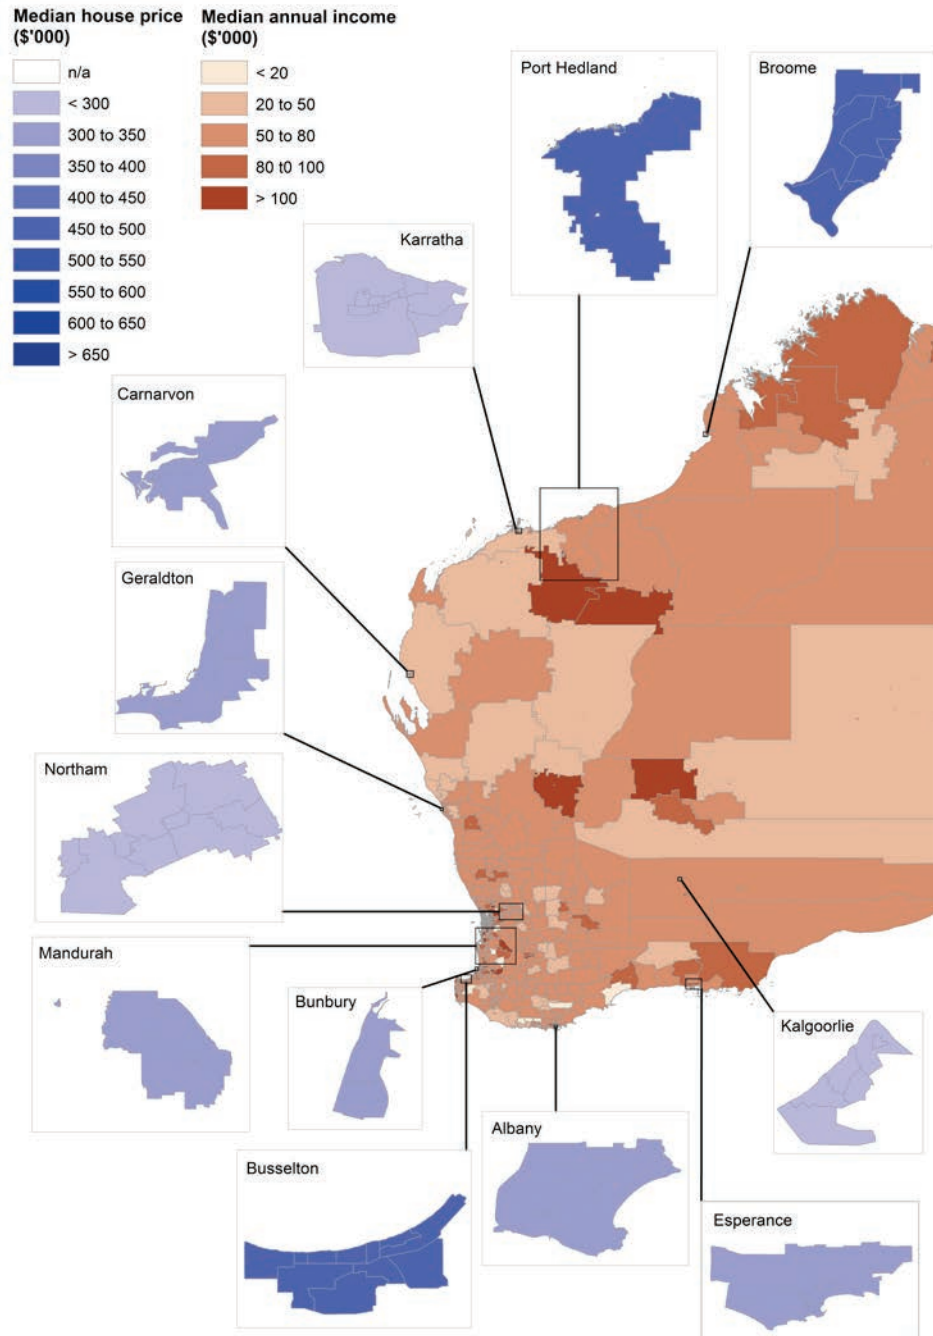 Median house price
($'000)
n/a
< 300
300 to 350
350 to 400
400 to 450
450 to 500
500 to 550
550 to 600
600 to 650
> 650
Median annual income
($'000)
< 20
20 to 50
50 to 80
80 t0 100
> 100
Port Hedland
Broome
Karratha
Carnarvon
Geraldton
Northam
Mandurah
Bunbury
Kalgoorlie
Albany
Busselton
Esperance